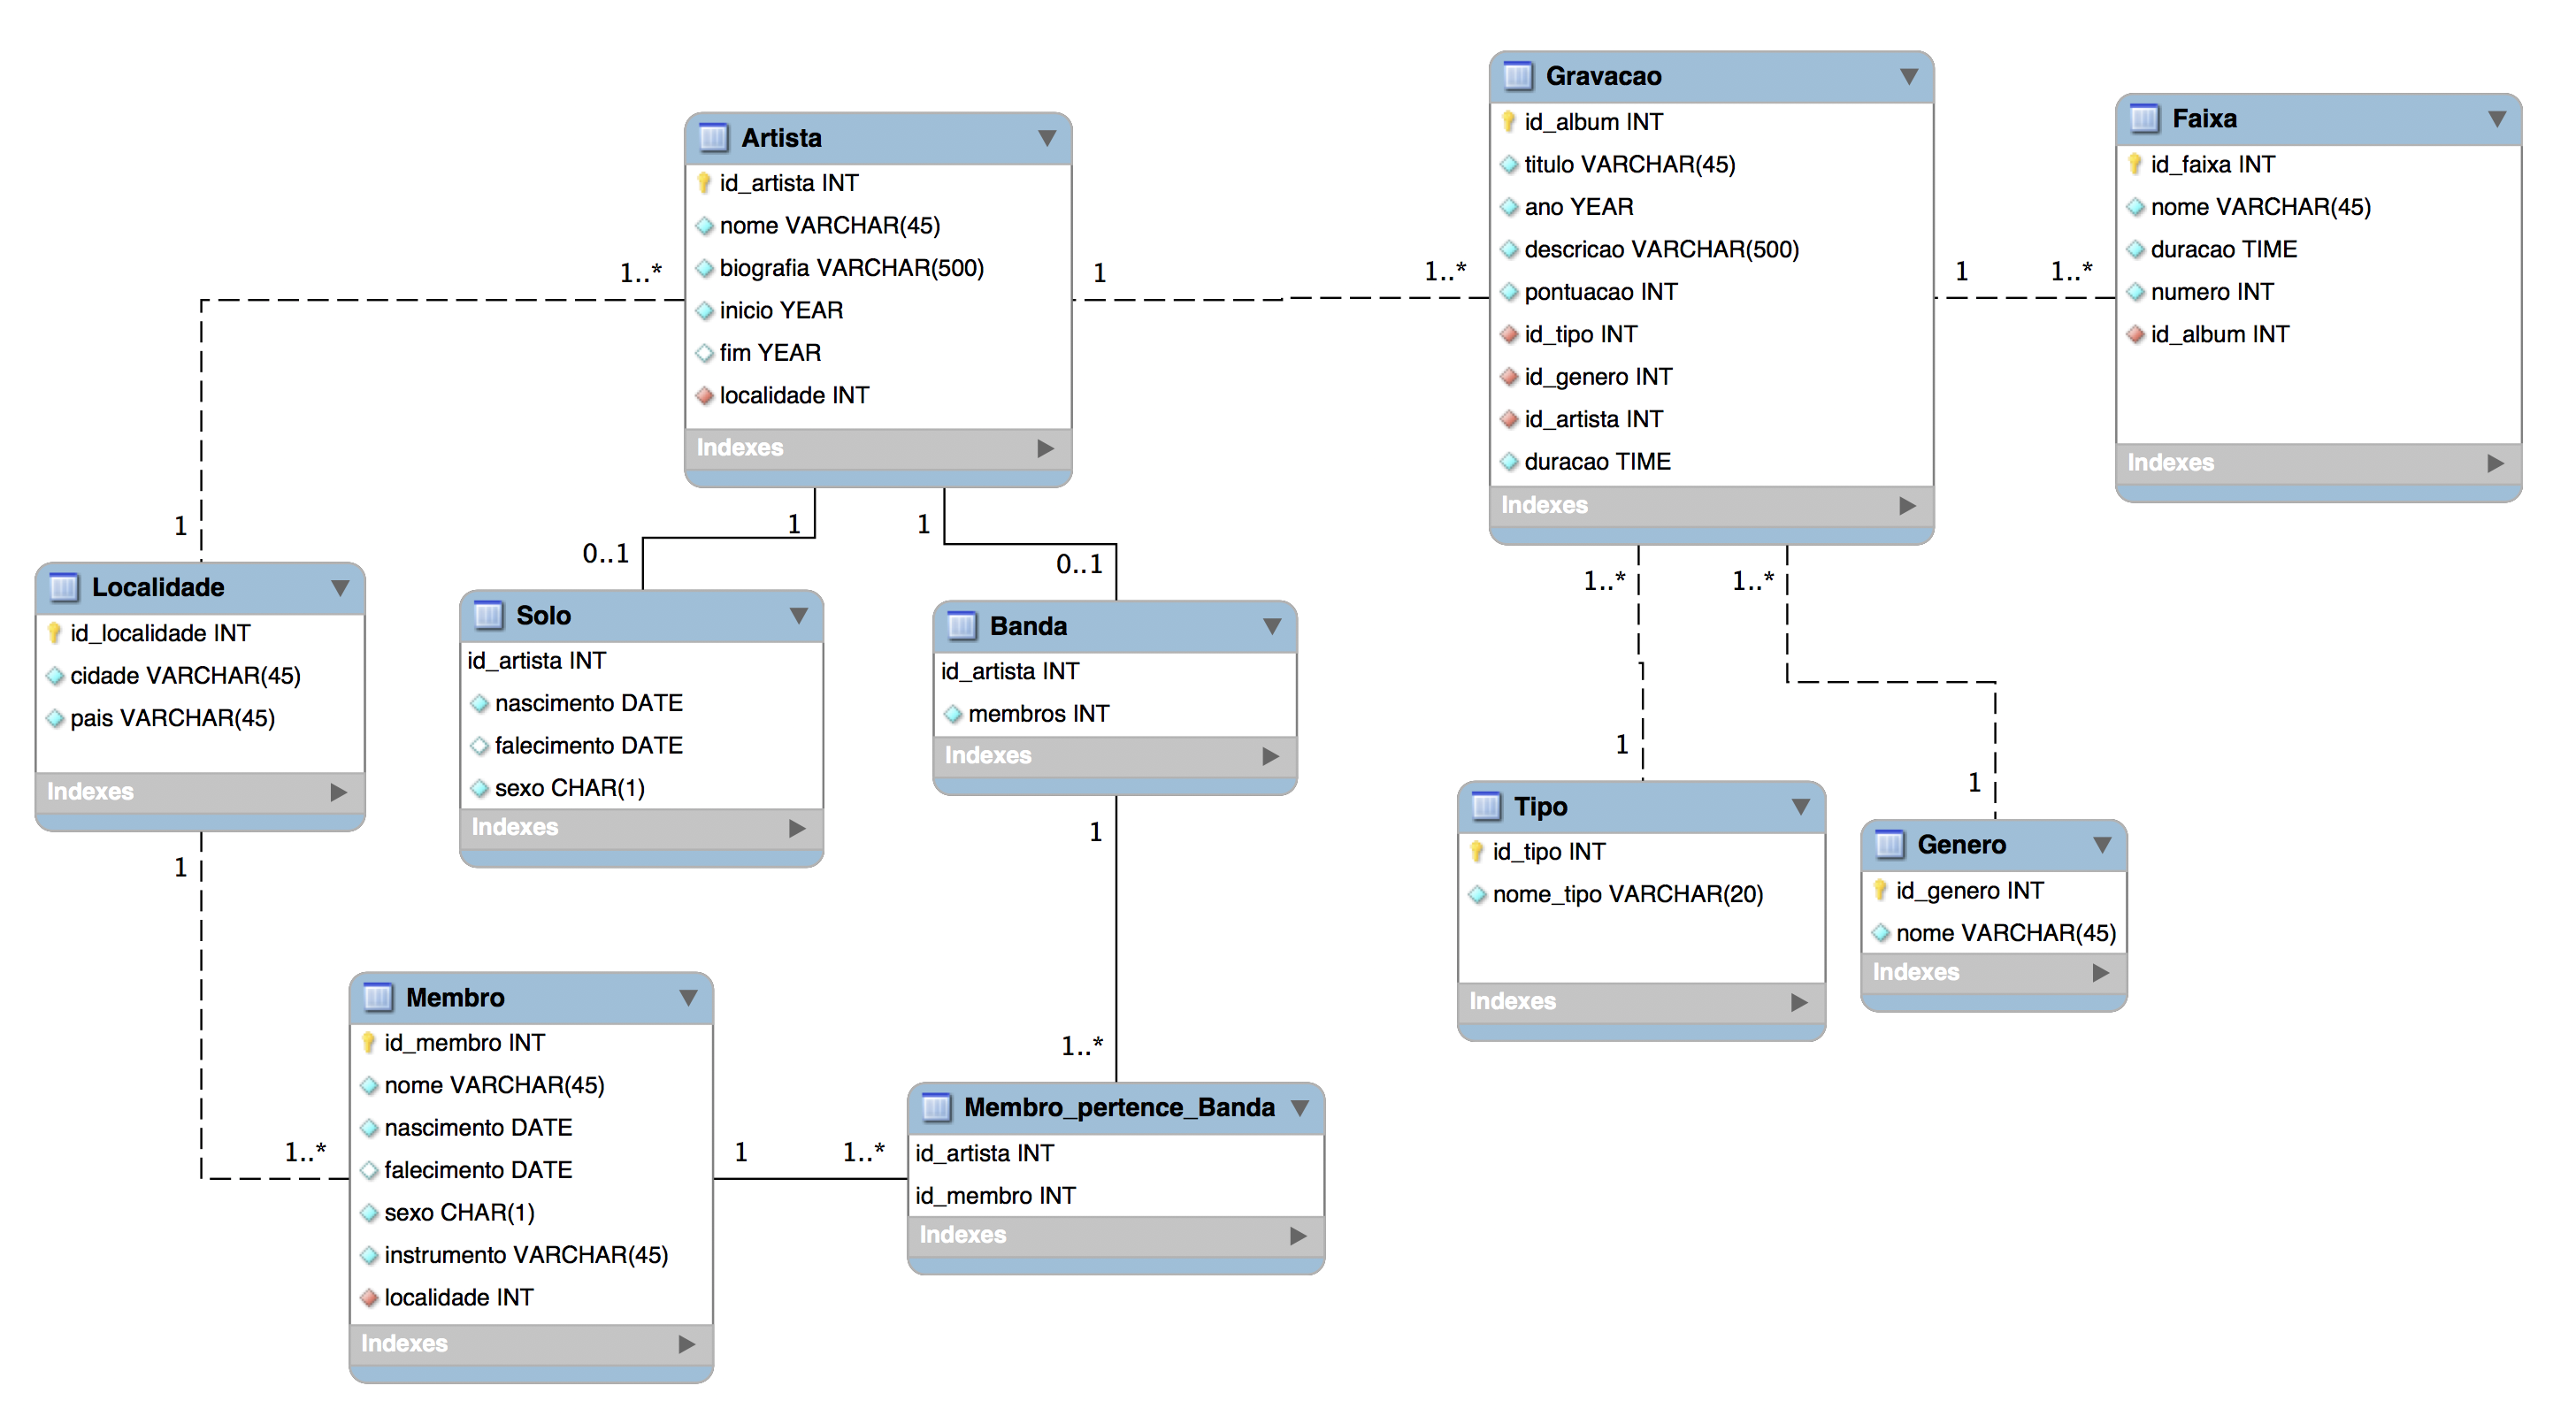 Artista
id_artista INT
nome VARCHAR(45)
biografia VARCHAR(500)
inicio YEAR
fim YEAR
localidade INT
Indexes
Gravacao
id_album INT
titulo VARCHAR(45)
ano YEAR
descricao VARCHAR(500)
pontuacao INT
id_tipo INT
id_genero INT
id_artista INT
duracao TIME
Indexes
Faixa
id_faixa INT
nome VARCHAR(45)
duracao TIME
numero INT
id_album INT
Indexes
1..*
1
1..*
1
1..*
1
1
0..1
1
0..1
1..*
1
1..*
1
Localidade
id_localidade INT
cidade VARCHAR(45)
pais VARCHAR(45)
Indexes
Solo
id_artista INT
nascimento DATE
falecimento DATE
sexo CHAR(1)
Indexes
Banda
id_artista INT
membros INT
Indexes
Tipo
id_tipo INT
nome_tipo VARCHAR(20)
Indexes
Genero
id_genero INT
nome VARCHAR(45)
Indexes
1
1..*
1
1..*
1
1..*
Membro
id_membro INT
nome VARCHAR(45)
nascimento DATE
falecimento DATE
sexo CHAR(1)
instrumento VARCHAR(45)
localidade INT
Indexes
Membro_pertence_Banda
id_artista INT
id_membro INT
Indexes